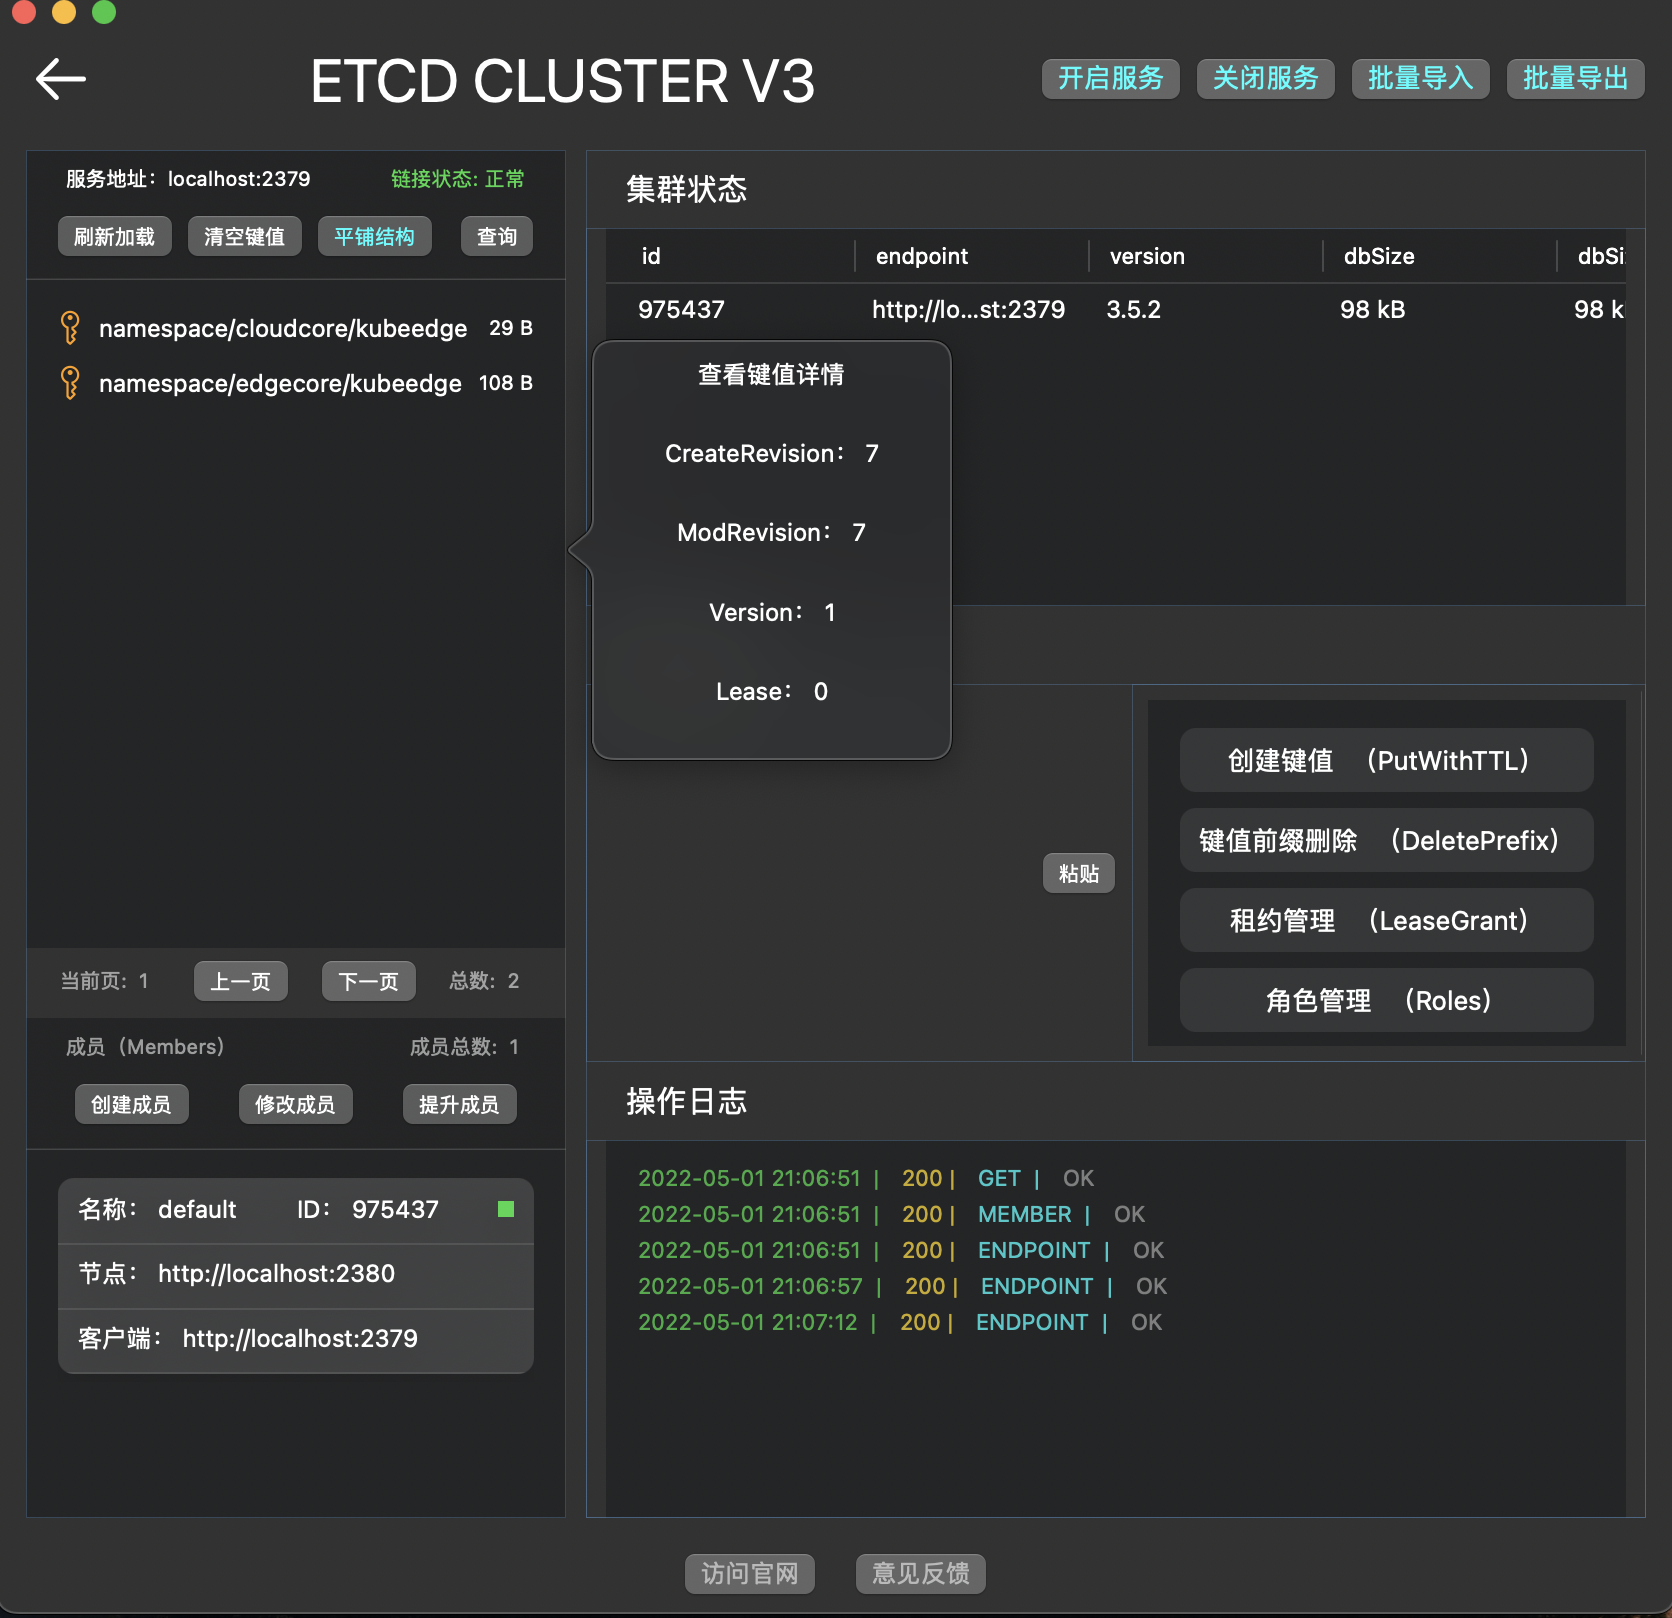 ETCD CLUSTER V3
开启服务 关闭服务 批量导入 批量导出
服务地址：localhost:2379 链接状态: 正常
刷新加载 清空键值 平铺结构 查询
namespace/cloudcore/kubeedge 29 B
namespace/edgecore/kubeedge 108 B
当前页: 1 上一页 下一页 总数: 2
成员（Members） 成员总数: 1
创建成员 修改成员 提升成员
名称： default ID： 975437
节点： http://localhost:2380
客户端： http://localhost:2379
集群状态
id endpoint version dbSize dbSi
975437 http://lo...st:2379 3.5.2 98 kB 98 k
查看键值详情
CreateRevision： 7
ModRevision： 7
Version： 1
Lease： 0
粘贴
创建键值 （PutWithTTL）
键值前缀删除 （DeletePrefix）
租约管理 （LeaseGrant）
角色管理 （Roles）
操作日志
2022-05-01 21:06:51 | 200 | GET | OK
2022-05-01 21:06:51 | 200 | MEMBER | OK
2022-05-01 21:06:51 | 200 | ENDPOINT | OK
2022-05-01 21:06:57 | 200 | ENDPOINT | OK
2022-05-01 21:07:12 | 200 | ENDPOINT | OK
访问官网 意见反馈